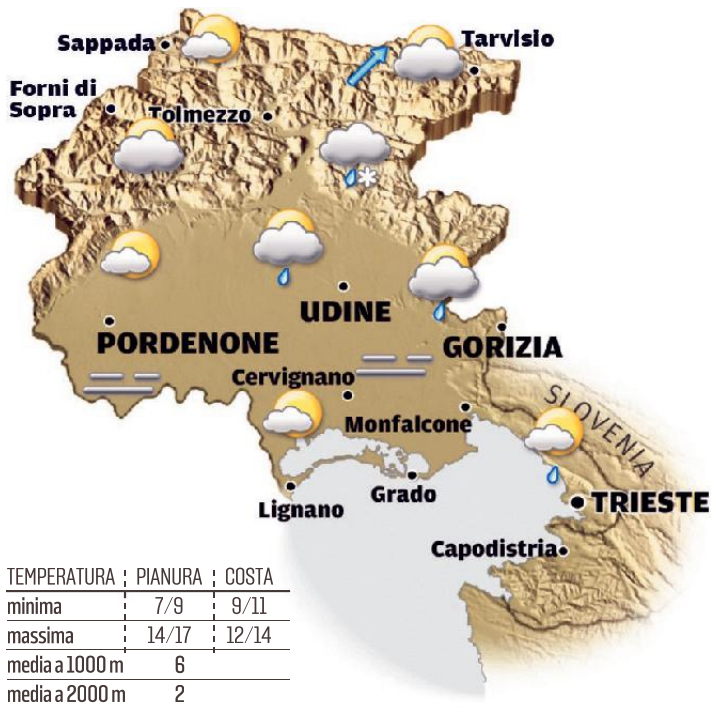 Sappada
Tarvisio
Forni di
Sopra
Tolmezzo
UDINE
PORDENONE
GORIZIA
Cervignano
SLOVENIA
Monfalcone
Lignano
Grado
TRIESTE
Capodistria
TEMPERATURA PIANURA COSTA
minima 7/9 9/11
massima 14/17 12/14
media a 1000 m 6
media a 2000 m 2